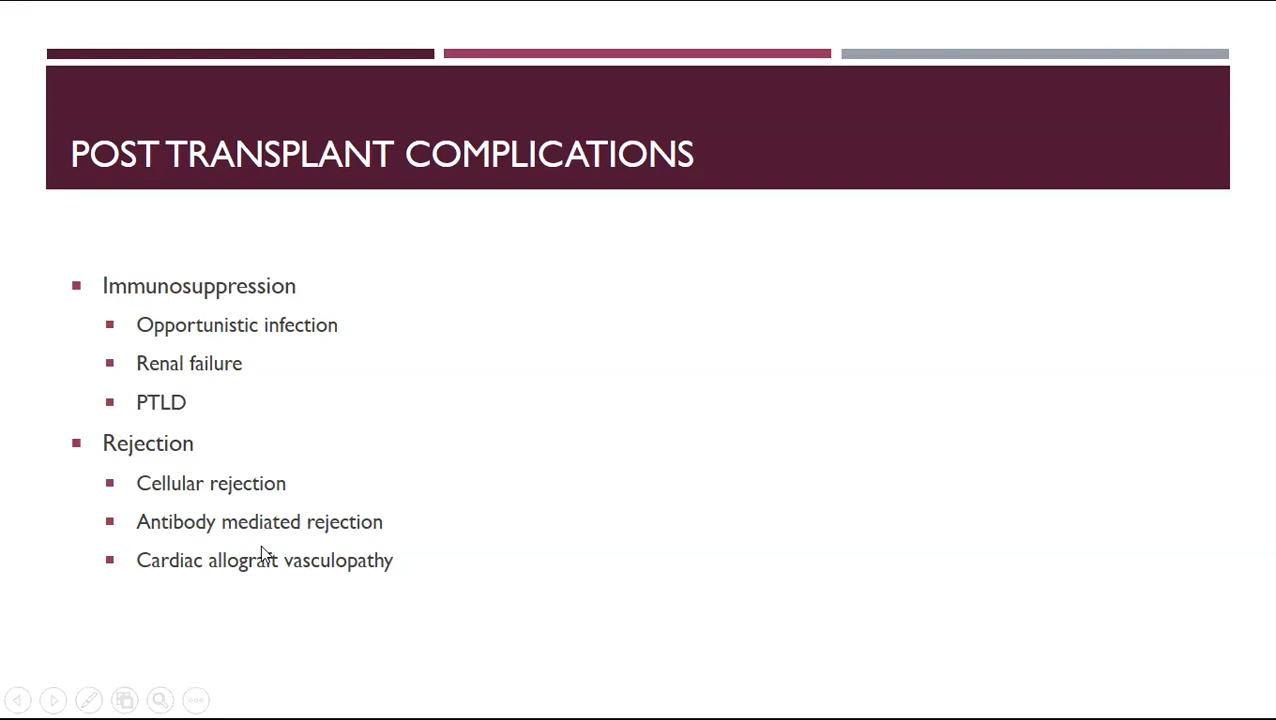 POST TRANSPLANT COMPLICATIONS
Immunosuppression
Opportunistic infection
Renal failure
PTLD
Rejection
Cellular rejection
Antibody mediated rejection
Cardiac allograft vasculopathy